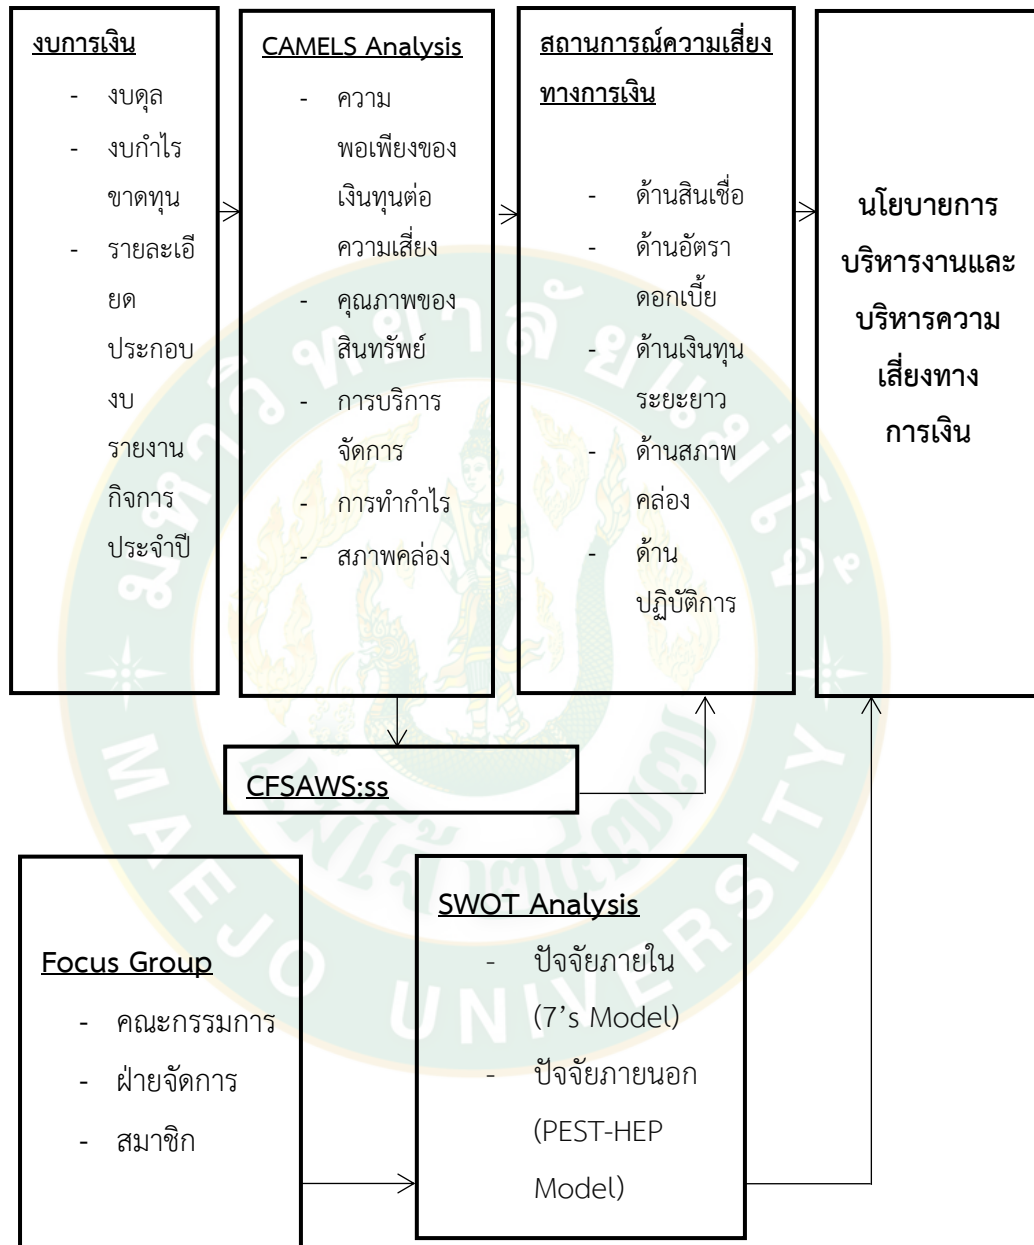 งบการเงิน
- งบดุล
- งบกำไร
ขาดทุน
- รายละเอี
ยด
ประกอบ
งบ
รายงาน
กิจการ
ประจำปี
CAMELS Analysis
- ความ
พอเพียงของ
เงินทุนต่อ
ความเสี่ยง
- คุณภาพของ
สินทรัพย์
- การบริการ
จัดการ
- การทำกำไร
- สภาพคล่อง
สถานการณ์ความเสี่ยง
ทางการเงิน
- ด้านสินเชื่อ
- ด้านอัตรา
ดอกเบี้ย
- ด้านเงินทุน
ระยะยาว
- ด้านสภาพ
คล่อง
- ด้าน
ปฏิบัติการ
นโยบายการ
บริหารงานและ
บริหารความ
เสี่ยงทาง
การเงิน
CFSAWS:ss
Focus Group
- คณะกรรมการ
- ฝ่ายจัดการ
- สมาชิก
SWOT Analysis
- ปัจจัยภายใน
(7’s Model)
- ปัจจัยภายนอก
(PEST-HEP
Model)
มหาวิทยาลัยแม่โจ้
MAEJO UNIVERSITY